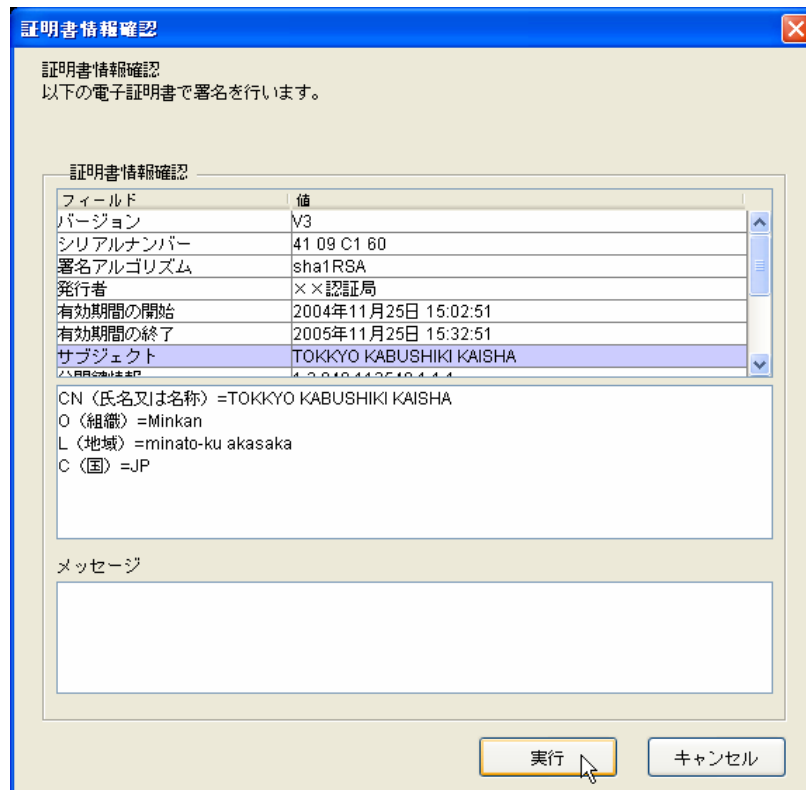 証明書情報確認
証明書情報確認
以下の電子証明書で署名を行います。
証明書情報確認
フィールド 値
バージョン V3
シリアルナンバー 41 09 C1 60
署名アルゴリズム sha1RSA
発行者 ××認証局
有効期間の開始 2004年11月25日 15:02:51
有効期間の終了 2005年11月25日 15:32:51
サブジェクト TOKKYO KABUSHIKI KAISHA
CN（氏名又は名称）=TOKKYO KABUSHIKI KAISHA
O（組織）=Minkan
L（地域）=minato-ku akasaka
C（国）=JP
メッセージ
実行 キャンセル